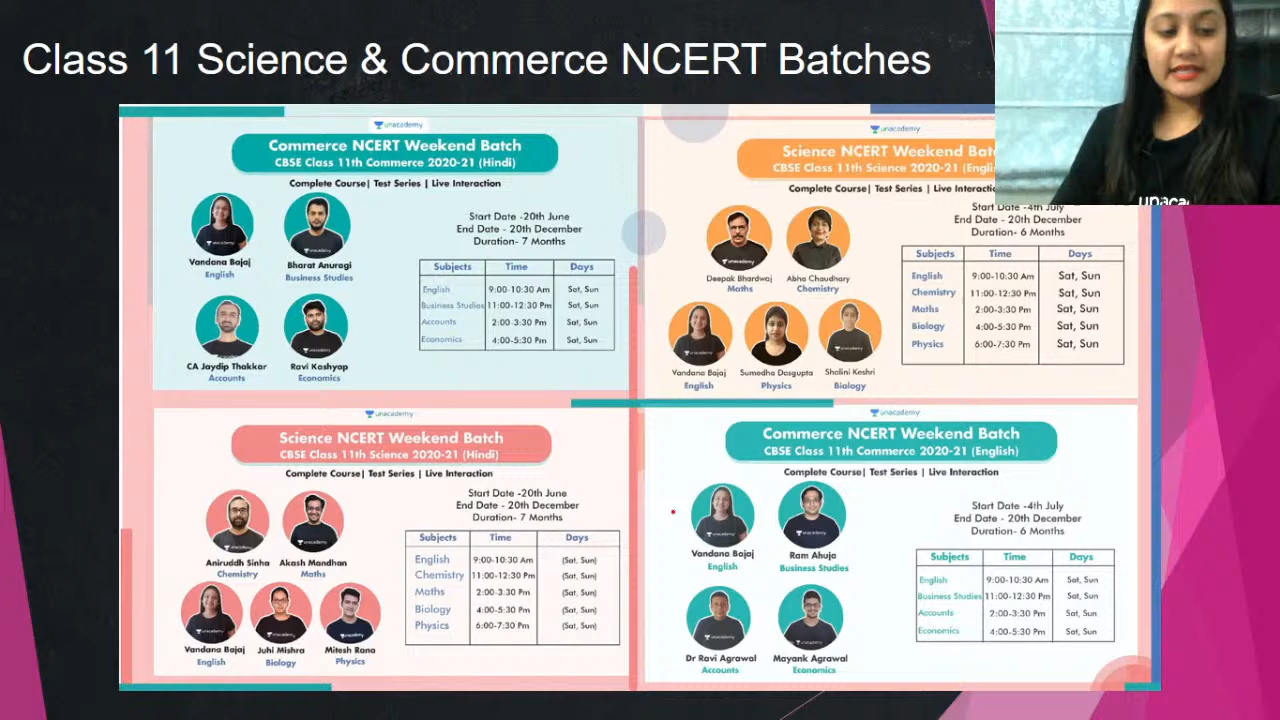 Class 11 Science & Commerce NCERT Batches
unacademy
Commerce NCERT Weekend Batch
CBSE Class 11th Commerce 2020-21 (Hindi)
Complete Course| Test Series | Live Interaction
Vandana Bajaj
English
Bharat Anuragi
Business Studies
CA Jaydip Thakkar
Accounts
Ravi Kashyap
Economics
Start Date -20th June
End Date - 20th December
Duration- 7 Months
Subjects Time Days
English 9:00-10:30 Am Sat, Sun
Business Studies 11:00-12:30 Pm Sat, Sun
Accounts 2:00-3:30 Pm Sat, Sun
Economics 4:00-5:30 Pm Sat, Sun
unacademy
Science NCERT Weekend Bat
CBSE Class 11th Science 2020-21 (Engli
Complete Course| Test Series | Live Interactio
Deepak Bhardwaj
Maths
Abha Chaudhary
Chemistry
Vandana Bajaj
English
Sumedha Dasgupta
Physics
Shalini Keshri
Biology
Start Date -4th July
End Date - 20th December
Duration- 6 Months
Subjects Time Days
English 9:00-10:30 Am Sat, Sun
Chemistry 11:00-12:30 Pm Sat, Sun
Maths 2:00-3:30 Pm Sat, Sun
Biology 4:00-5:30 Pm Sat, Sun
Physics 6:00-7:30 Pm Sat, Sun
unacademy
Science NCERT Weekend Batch
CBSE Class 11th Science 2020-21 (Hindi)
Complete Course| Test Series | Live Interaction
Aniruddh Sinha
Chemistry
Akash Mandhan
Maths
Vandana Bajaj
English
Juhi Mishra
Biology
Mitesh Rana
Physics
Start Date -20th June
End Date - 20th December
Duration- 7 Months
Subjects Time Days
English 9:00-10:30 Am (Sat, Sun)
Chemistry 11:00-12:30 Pm (Sat, Sun)
Maths 2:00-3:30 Pm (Sat, Sun)
Biology 4:00-5:30 Pm (Sat, Sun)
Physics 6:00-7:30 Pm (Sat, Sun)
unacademy
Commerce NCERT Weekend Batch
CBSE Class 11th Commerce 2020-21 (English)
Complete Course| Test Series | Live Interaction
Vandana Bajaj
English
Ram Ahuja
Business Studies
Dr Ravi Agrawal
Accounts
Mayank Agrawal
Economics
Start Date -4th July
End Date - 20th December
Duration- 6 Months
Subjects Time Days
English 9:00-10:30 Am Sat, Sun
Business Studies 11:00-12:30 Pm Sat, Sun
Accounts 2:00-3:30 Pm Sat, Sun
Economics 4:00-5:30 Pm Sat, Sun